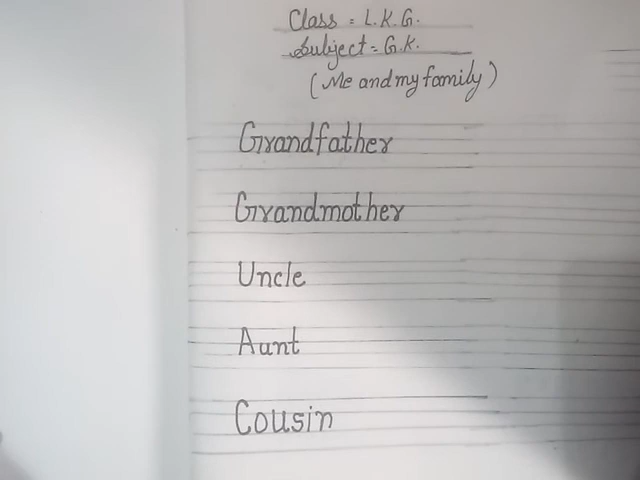 Class = L.K.G.
Subject = G.K.
(Me and my family)
Grandfather
Grandmother
Uncle
Aunt
Cousin